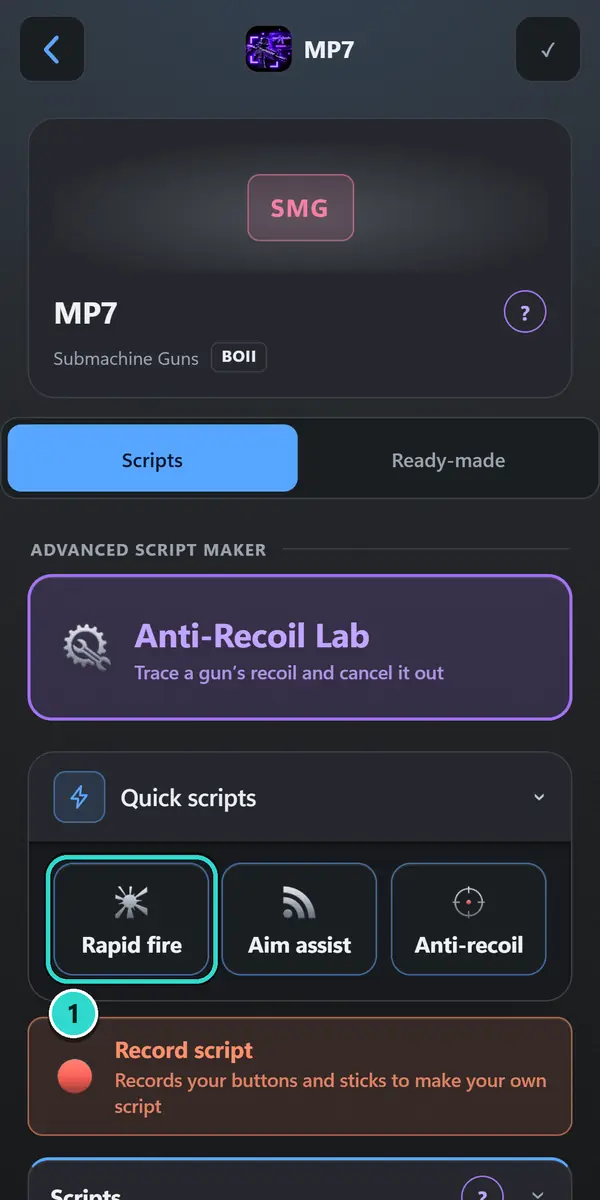 MP7
✓
SMG
MP7
?
Submachine Guns BOII
Scripts
Ready-made
ADVANCED SCRIPT MAKER
Anti-Recoil Lab
Trace a gun’s recoil and cancel it out
Quick scripts
Rapid fire
Aim assist
Anti-recoil
1
Record script
Records your buttons and sticks to make your own
script
Scripts
?